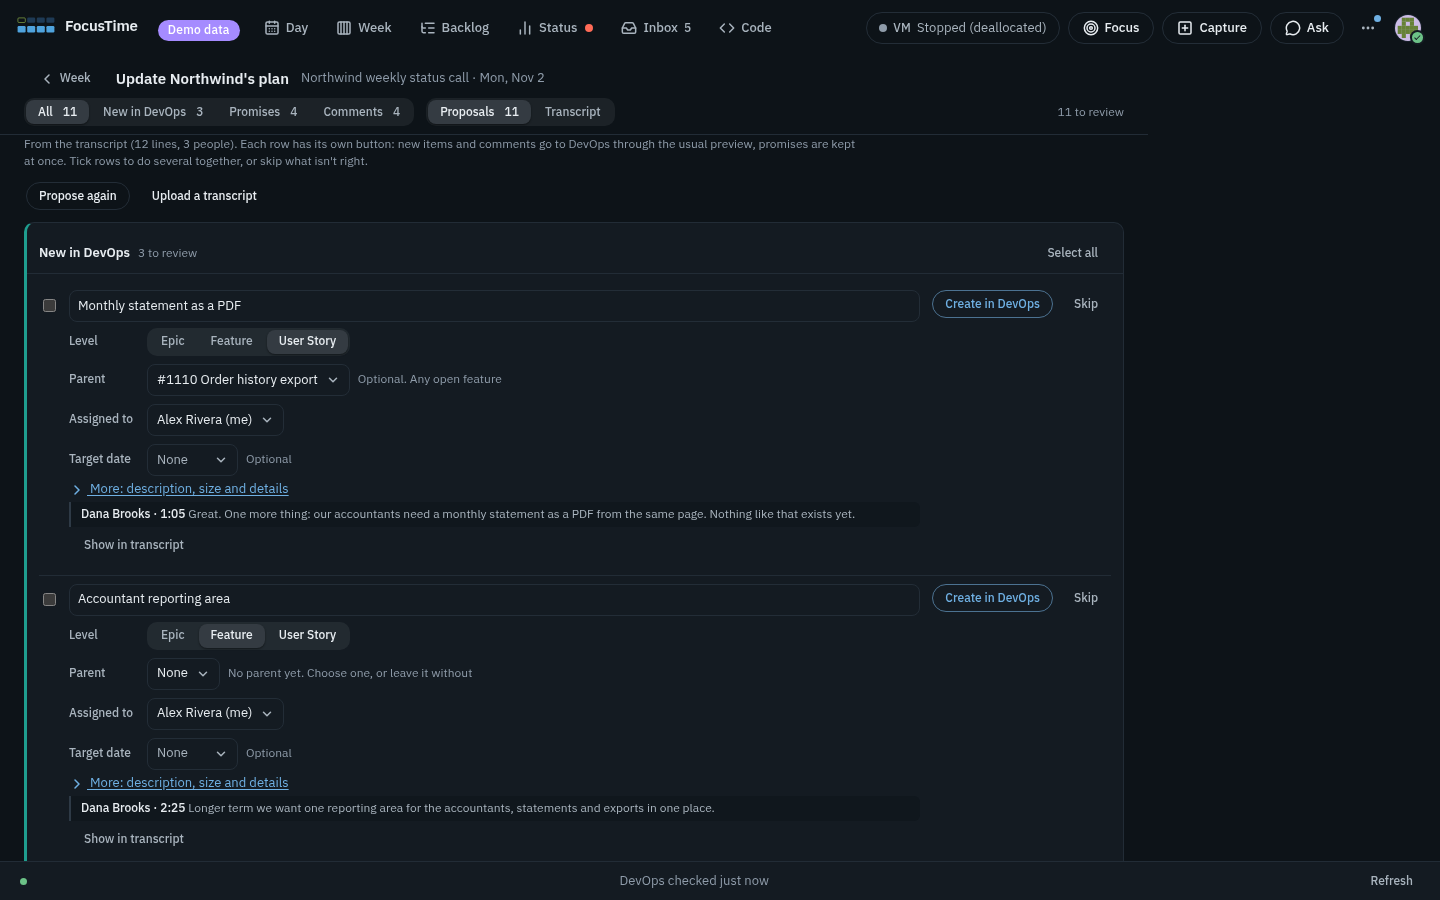 FocusTime
Demo data
Day
Week
Backlog
Status
Inbox 5
Code
VM Stopped (deallocated)
Focus
Capture
Ask
Week
Update Northwind's plan
Northwind weekly status call · Mon, Nov 2
All 11
New in DevOps 3
Promises 4
Comments 4
Proposals 11
Transcript
11 to review
From the transcript (12 lines, 3 people). Each row has its own button: new items and comments go to DevOps through the usual preview, promises are kept
at once. Tick rows to do several together, or skip what isn't right.
Propose again
Upload a transcript
New in DevOps 3 to review
Select all
Monthly statement as a PDF
Create in DevOps
Skip
Level
Epic
Feature
User Story
Parent
#1110 Order history export
Optional. Any open feature
Assigned to
Alex Rivera (me)
Target date
None
Optional
More: description, size and details
Dana Brooks · 1:05 Great. One more thing: our accountants need a monthly statement as a PDF from the same page. Nothing like that exists yet.
Show in transcript
Accountant reporting area
Create in DevOps
Skip
Level
Epic
Feature
User Story
Parent
None
No parent yet. Choose one, or leave it without
Assigned to
Alex Rivera (me)
Target date
None
Optional
More: description, size and details
Dana Brooks · 2:25 Longer term we want one reporting area for the accountants, statements and exports in one place.
Show in transcript
DevOps checked just now
Refresh